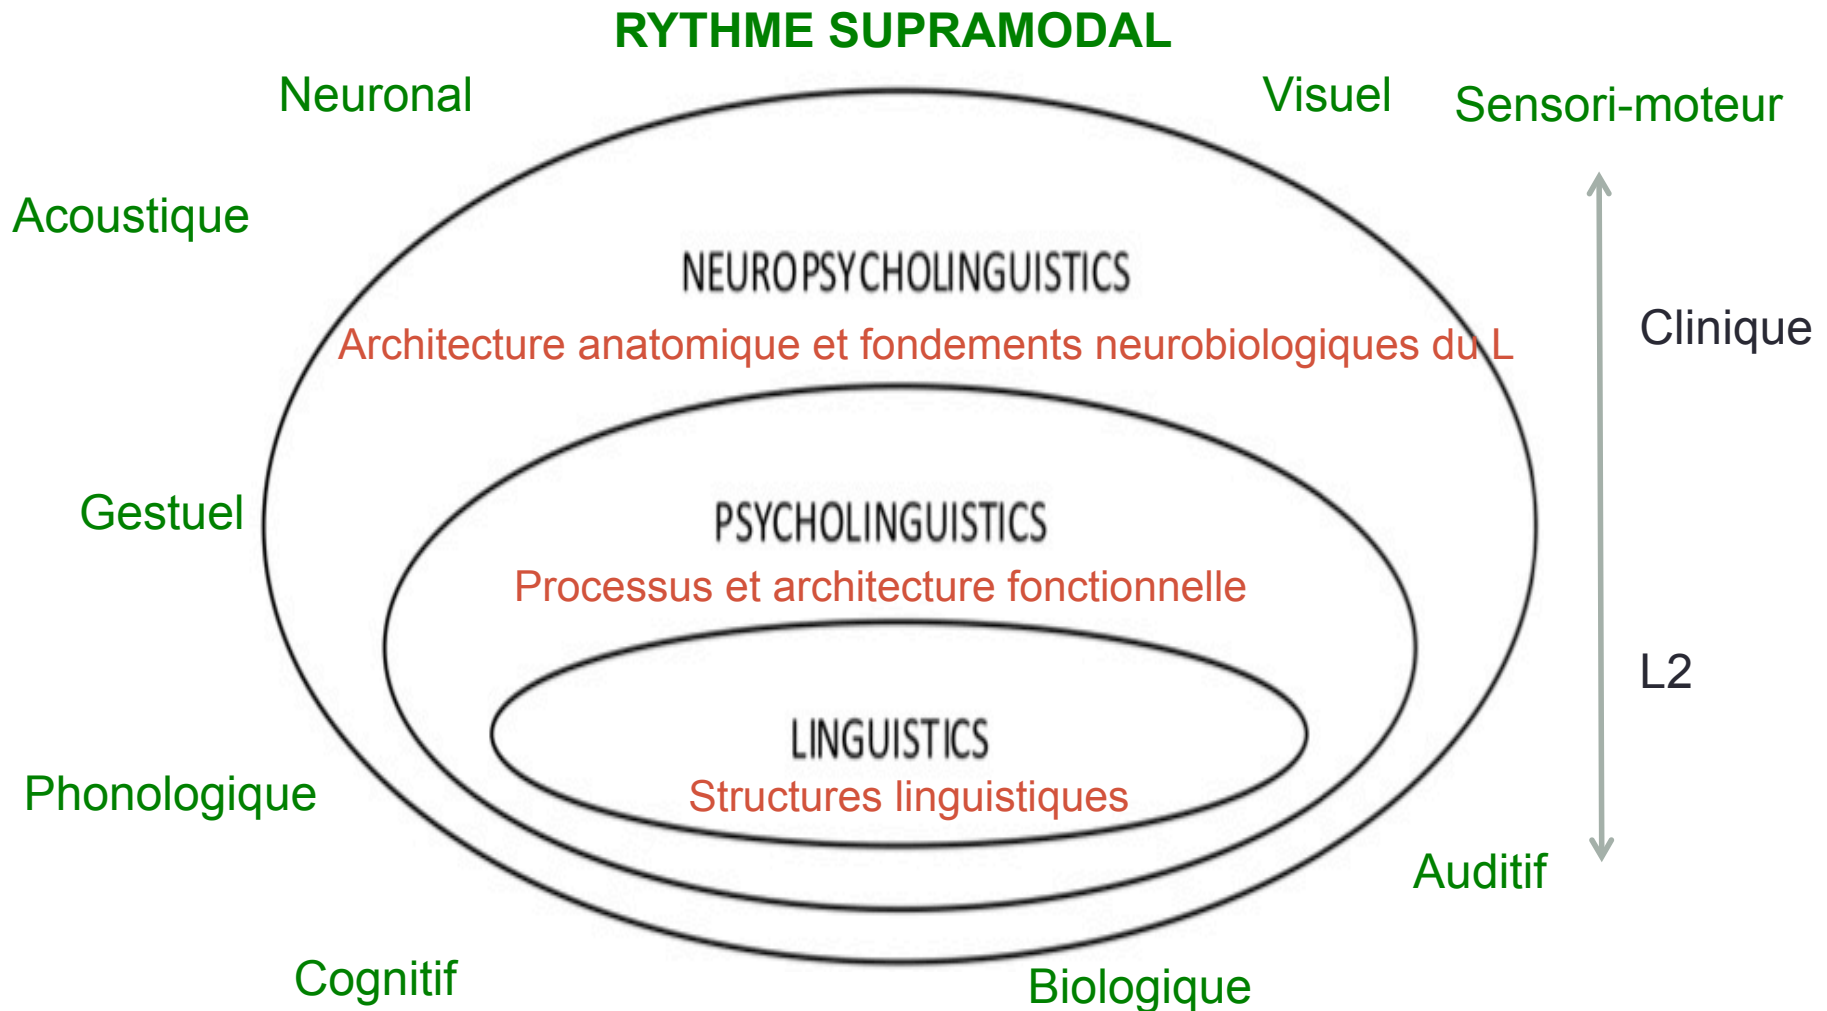 RYTHME SUPRAMODAL
Neuronal
Visuel
Sensori-moteur
Acoustique
NEUROPSYCHOLINGUISTICS
Architecture anatomique et fondements neurobiologiques du L
Clinique
Gestuel
PSYCHOLINGUISTICS
Processus et architecture fonctionnelle
L2
LINGUISTICS
Structures linguistiques
Phonologique
Auditif
Cognitif
Biologique